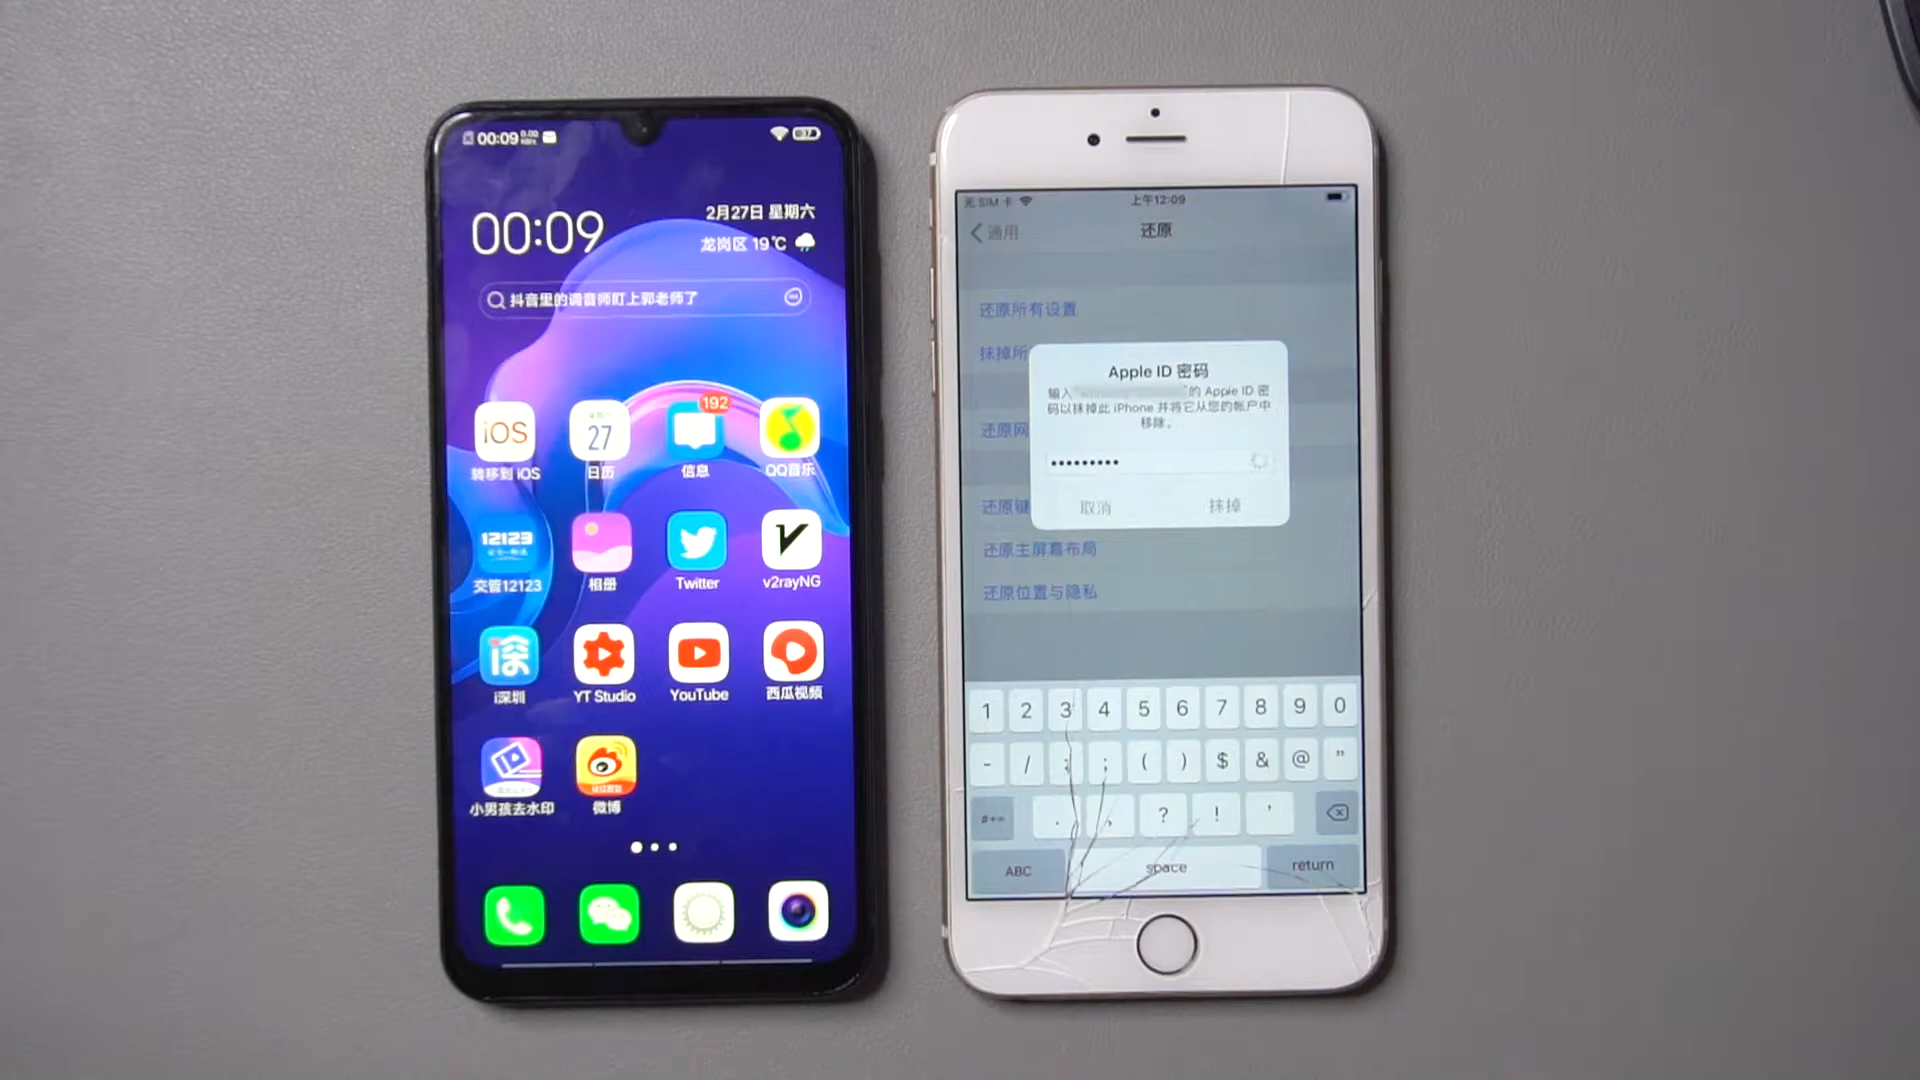 00:09
37
00:09
2月27日 星期六
龙岗区 19℃
抖音里的调音师盯上郭老师了
iOS
27
192
转移到 iOS
日历
信息
QQ音乐
12123
交管12123
相册
Twitter
v2rayNG
i深
i深圳
YT Studio
YouTube
西瓜视频
小男孩去水印
微博
无 SIM 卡
上午12:09
通用
还原
还原所有设置
抹掉所
Apple ID 密码
输入"
"的 Apple ID 密
码以抹掉此 iPhone 并将它从您的帐户中
移除。
还原网
•••••••••
取消
抹掉
还原键
还原主屏幕布局
还原位置与隐私
1 2 3 4 5 6 7 8 9 0
- / : ; ( ) $ & @ "
#+= . , ? ! '
ABC
space
return